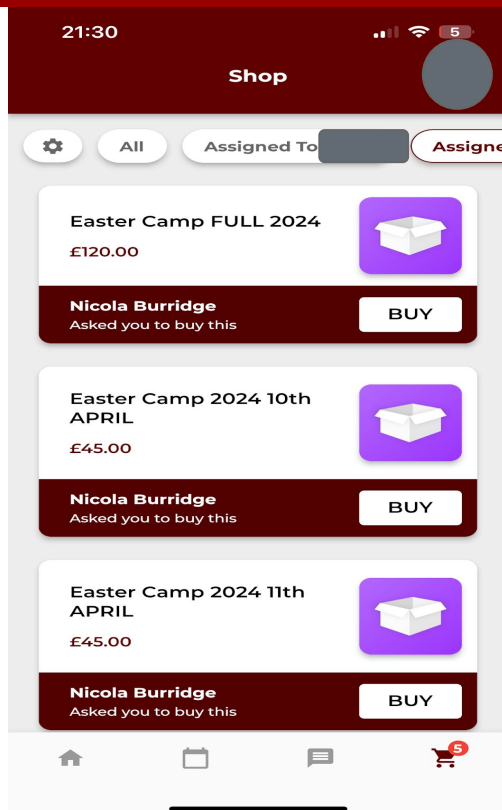 21:30
5
Shop
All
Assigned To
Assigne
Easter Camp FULL 2024
£120.00
Nicola Burridge
Asked you to buy this
BUY
Easter Camp 2024 10th
APRIL
£45.00
Nicola Burridge
Asked you to buy this
BUY
Easter Camp 2024 11th
APRIL
£45.00
Nicola Burridge
Asked you to buy this
BUY
5